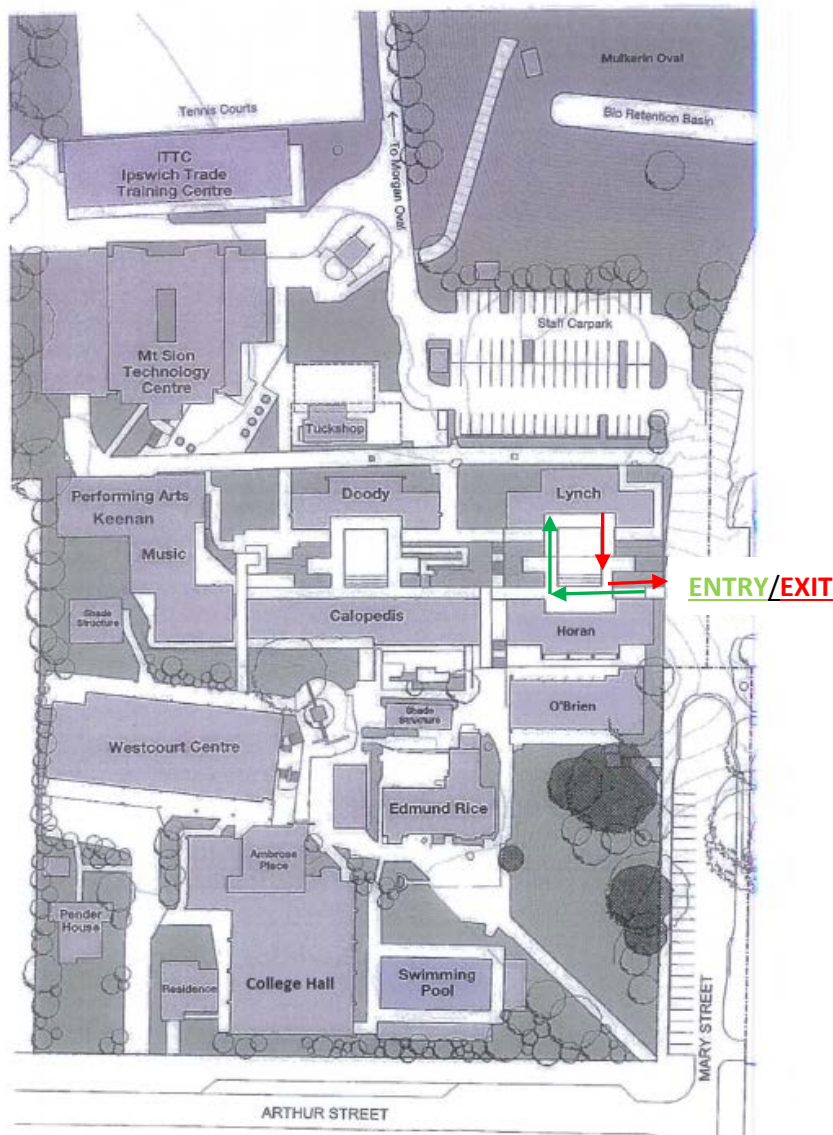 Mulkerin Oval
Bio Retention Basin
Tennis Courts
← To Morgan Oval
ITTC
Ipswich Trade
Training Centre
Staff Carpark
Mt Sion
Technology
Centre
Tuckshop
Performing Arts
Keenan
Music
Doody
Lynch
ENTRY/EXIT
Shade
Structure
Calopedis
Horan
O'Brien
Shade
Structure
Westcourt Centre
Edmund Rice
Ambrose
Place
Pender
House
Residence
College Hall
Swimming
Pool
MARY STREET
ARTHUR STREET